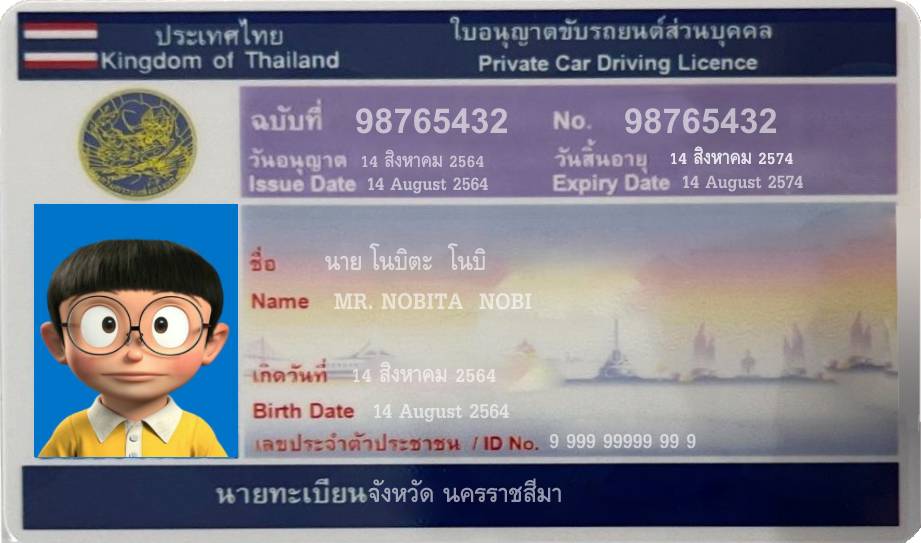 ประเทศไทย
Kingdom of Thailand
ใบอนุญาตขับรถยนต์ส่วนบุคคล
Private Car Driving Licence
ฉบับที่ 98765432 No. 98765432
วันอนุญาต 14 สิงหาคม 2564 วันสิ้นอายุ 14 สิงหาคม 2574
Issue Date 14 August 2564 Expiry Date 14 August 2574
ชื่อ นาย โนบิตะ โนบิ
Name MR. NOBITA NOBI
เกิดวันที่ 14 สิงหาคม 2564
Birth Date 14 August 2564
เลขประจำตัวประชาชน / ID No. 9 999 99999 99 9
นายทะเบียนจังหวัด นครราชสีมา